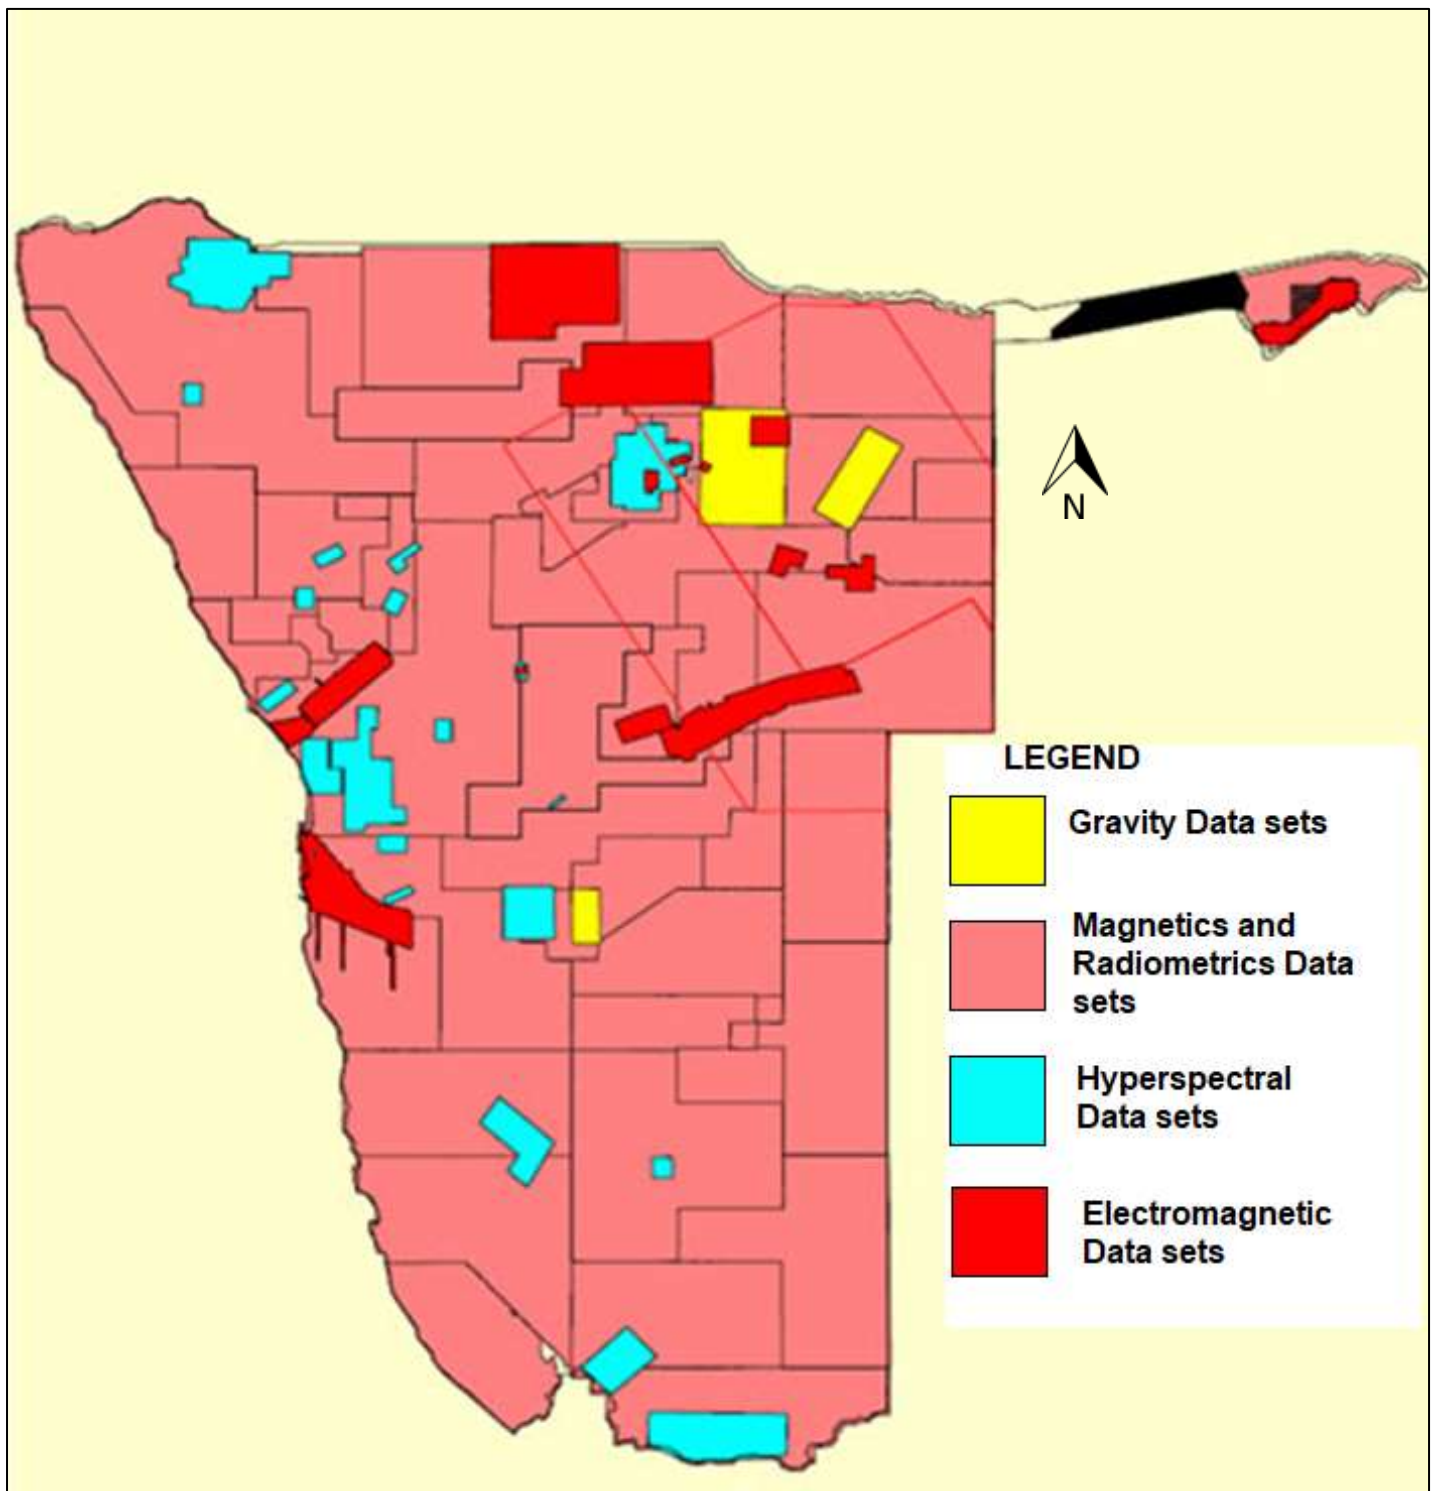 N
LEGEND
Gravity Data sets
Magnetics and
Radiometrics Data
sets
Hyperspectral
Data sets
Electromagnetic
Data sets